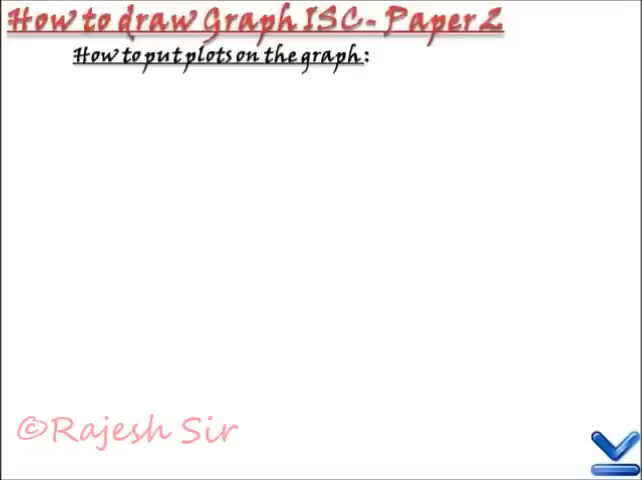 How to draw Graph ISC - Paper 2
How to put plots on the graph :
©Rajesh Sir